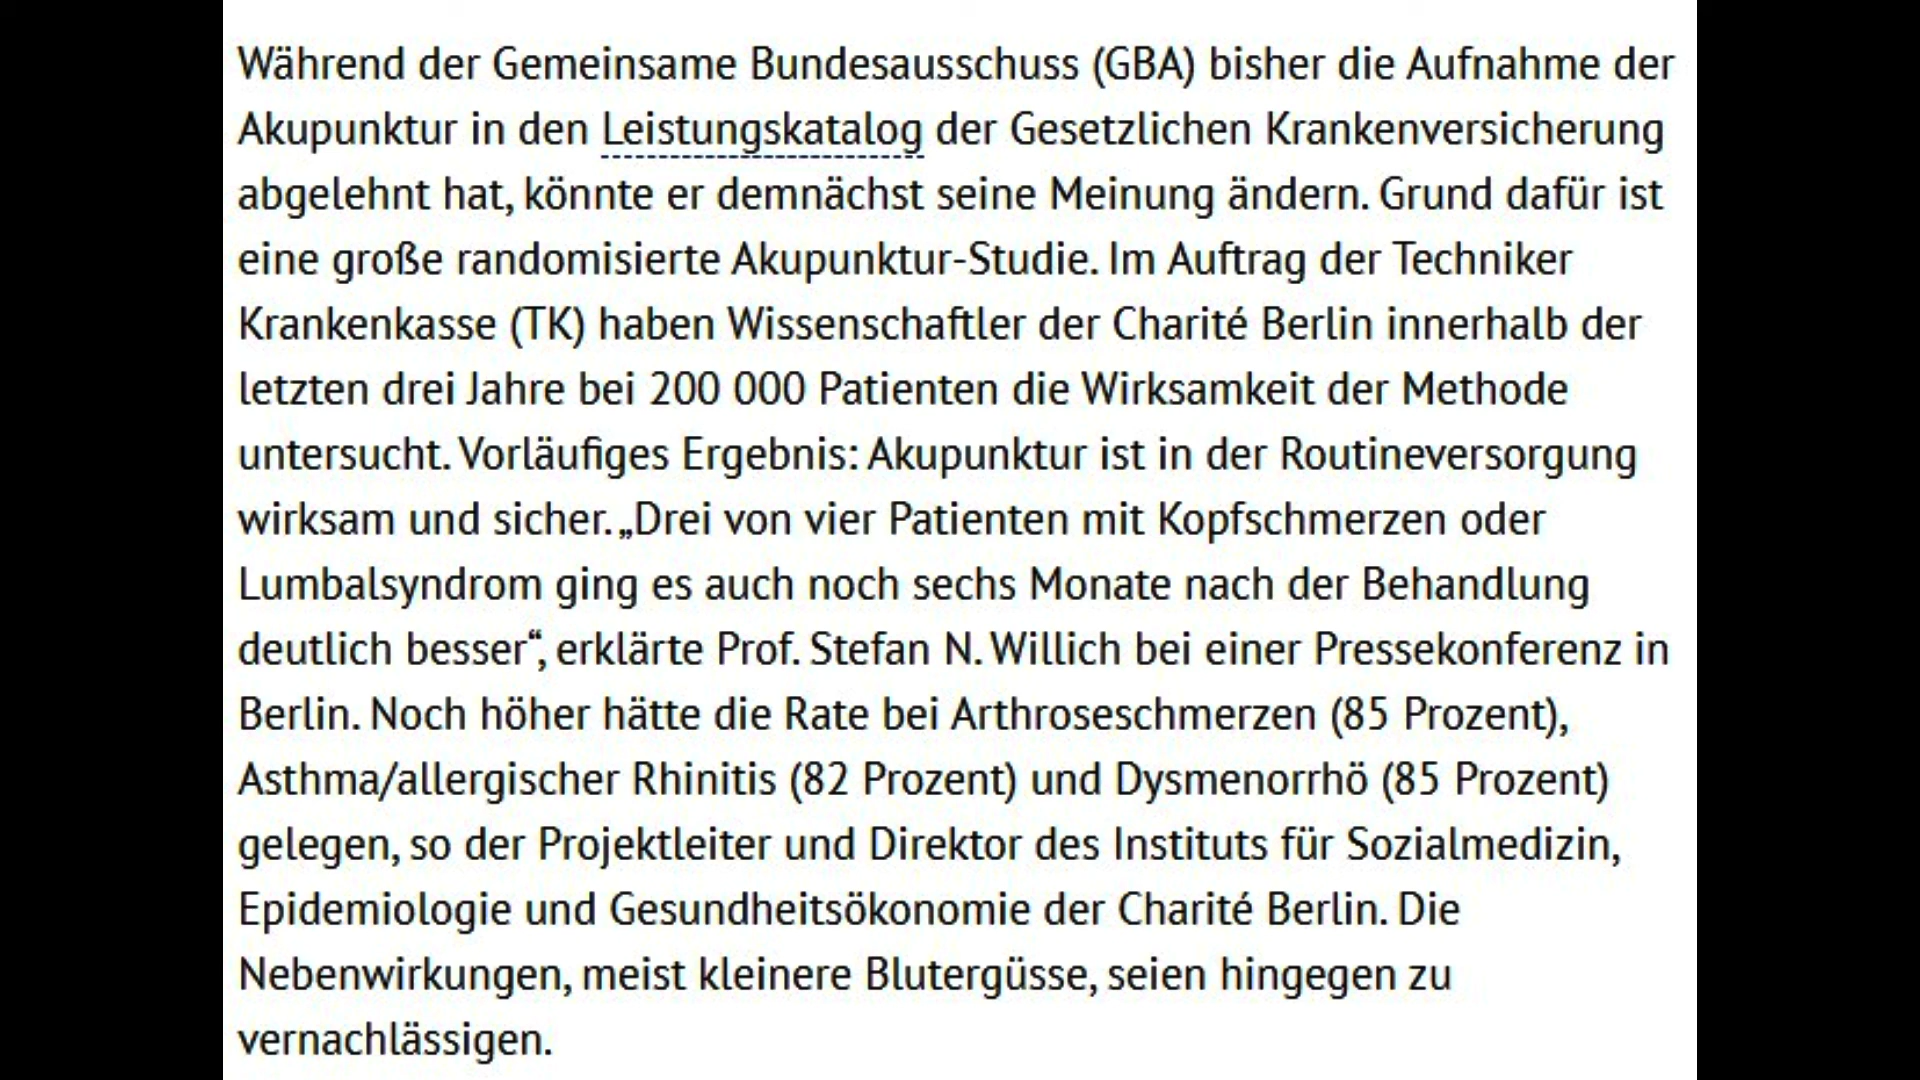 Während der Gemeinsame Bundesausschuss (GBA) bisher die Aufnahme der
Akupunktur in den Leistungskatalog der Gesetzlichen Krankenversicherung
abgelehnt hat, könnte er demnächst seine Meinung ändern. Grund dafür ist
eine große randomisierte Akupunktur-Studie. Im Auftrag der Techniker
Krankenkasse (TK) haben Wissenschaftler der Charité Berlin innerhalb der
letzten drei Jahre bei 200 000 Patienten die Wirksamkeit der Methode
untersucht. Vorläufiges Ergebnis: Akupunktur ist in der Routineversorgung
wirksam und sicher. „Drei von vier Patienten mit Kopfschmerzen oder
Lumbalsyndrom ging es auch noch sechs Monate nach der Behandlung
deutlich besser“, erklärte Prof. Stefan N. Willich bei einer Pressekonferenz in
Berlin. Noch höher hätte die Rate bei Arthroseschmerzen (85 Prozent),
Asthma/allergischer Rhinitis (82 Prozent) und Dysmenorrhö (85 Prozent)
gelegen, so der Projektleiter und Direktor des Instituts für Sozialmedizin,
Epidemiologie und Gesundheitsökonomie der Charité Berlin. Die
Nebenwirkungen, meist kleinere Blutergüsse, seien hingegen zu
vernachlässigen.